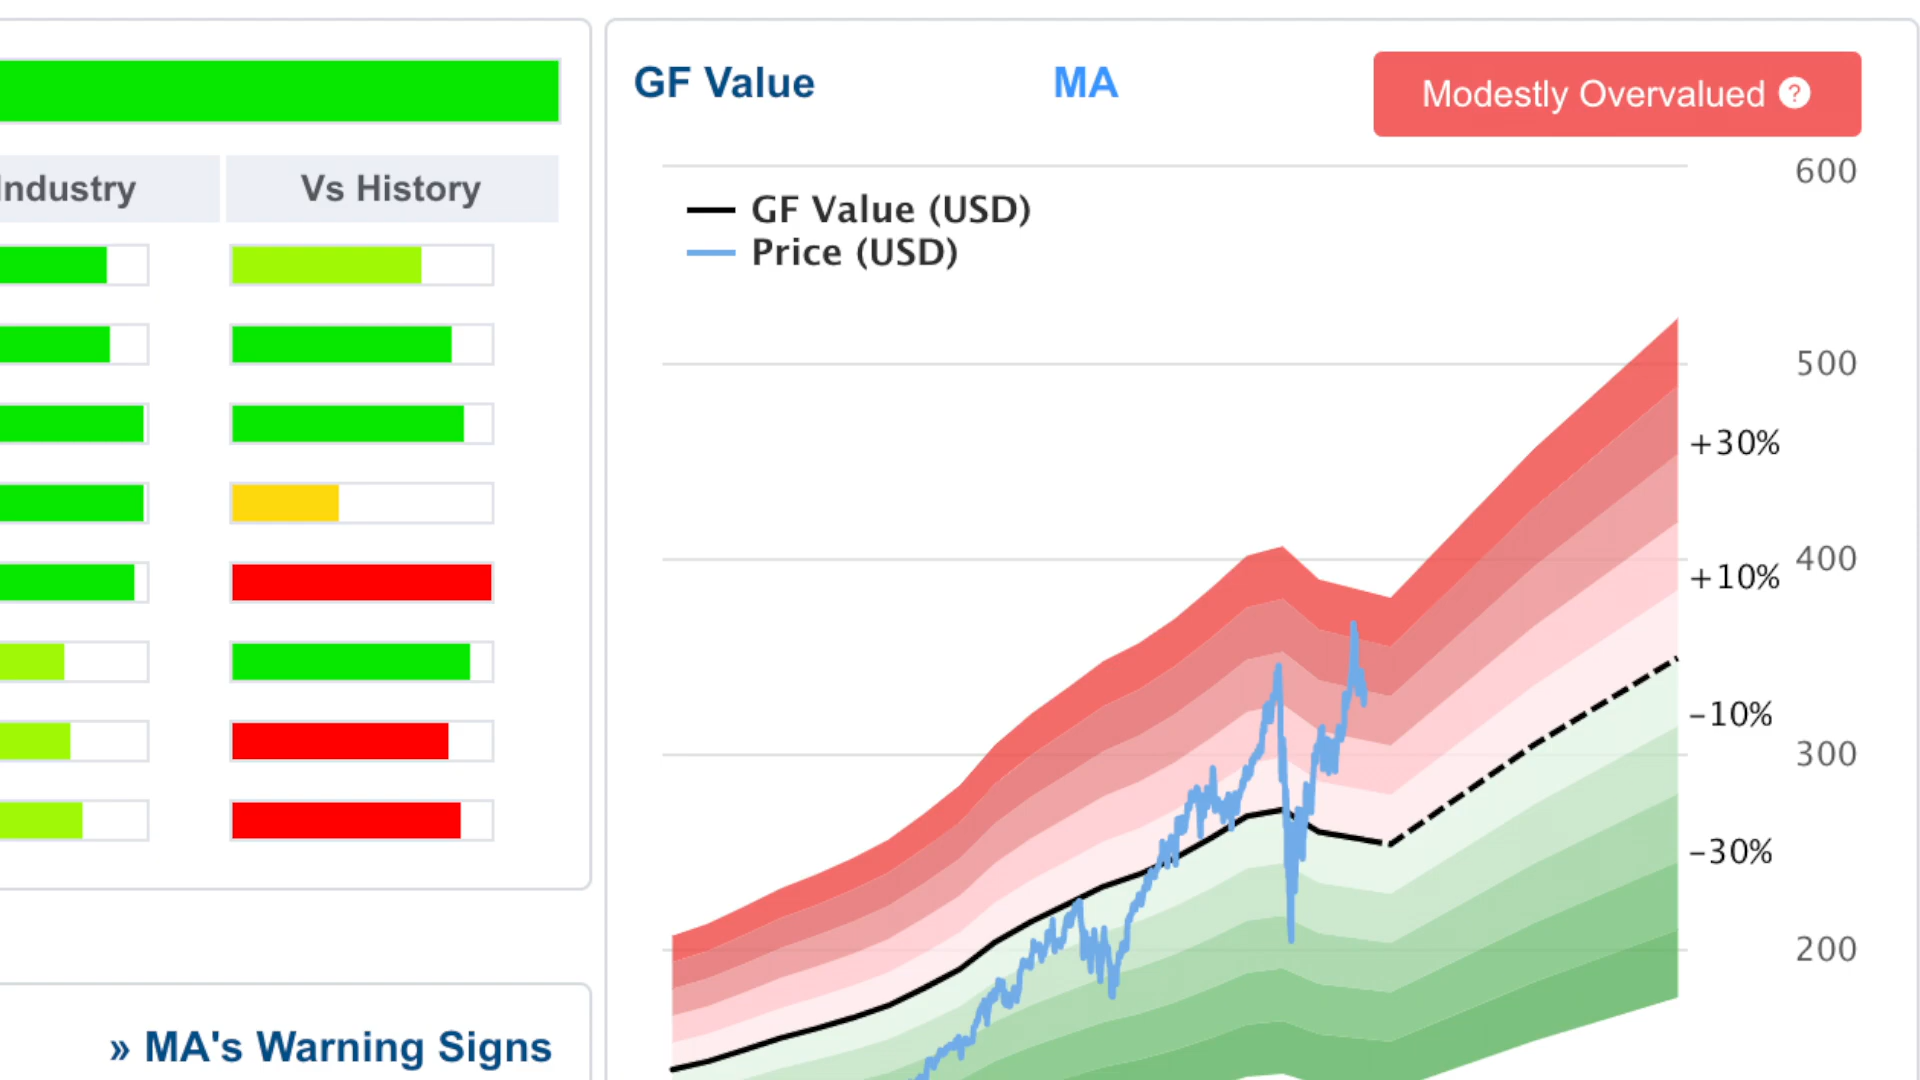 ndustry
Vs History
» MA's Warning Signs
GF Value
MA
Modestly Overvalued ?
GF Value (USD)
Price (USD)
600
500
+30%
+10%
400
-10%
300
-30%
200